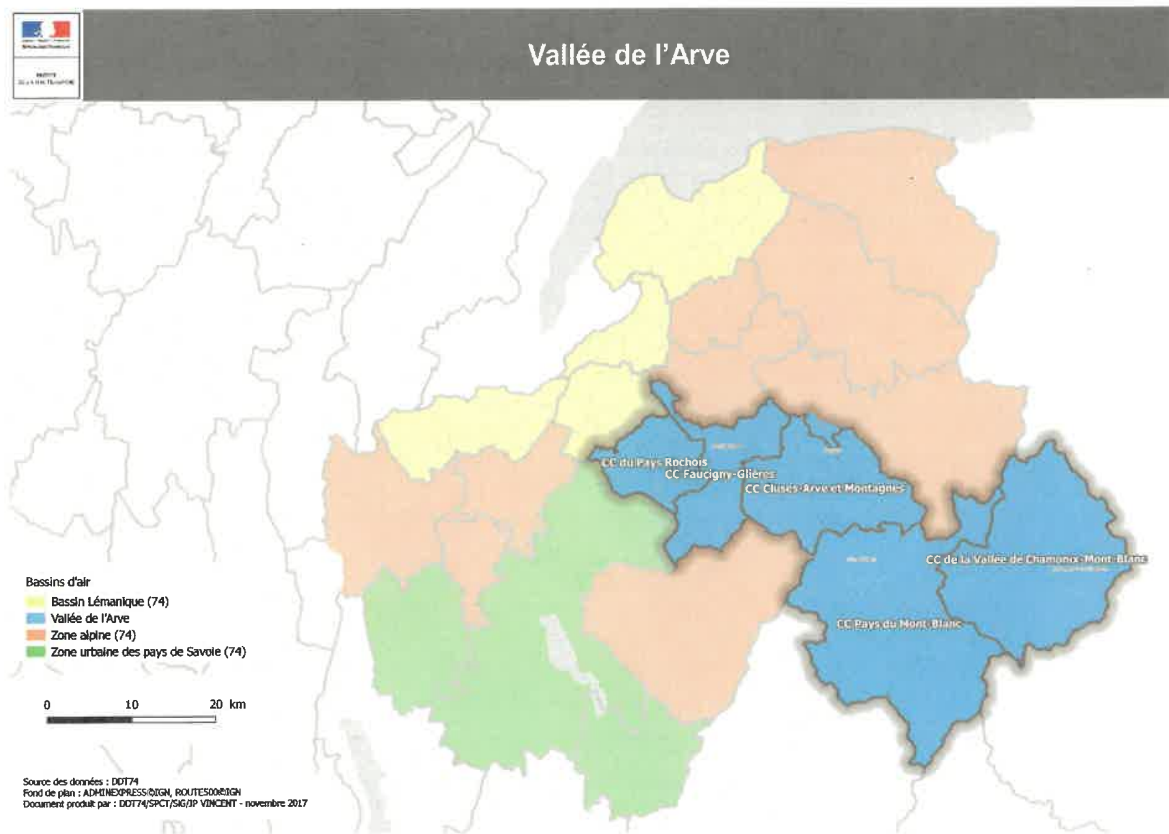 Vallée de l'Arve
CC du Pays Rochois
CC Faucigny-Glières
CC Cluses-Arve et Montagnes
CC de la Vallée de Chamonix-Mont-Blanc
CC Pays du Mont-Blanc
Bassins d'air
Bassin Lémanique (74)
Vallée de l'Arve
Zone alpine (74)
Zone urbaine des pays de Savoie (74)
0 10 20 km
Source des données : DDT74
Fond de plan : ADMINEXPRESS©IGN, ROUTE500©IGN
Document produit par : DDT74/SPCT/SIG/JP VINCENT - novembre 2017